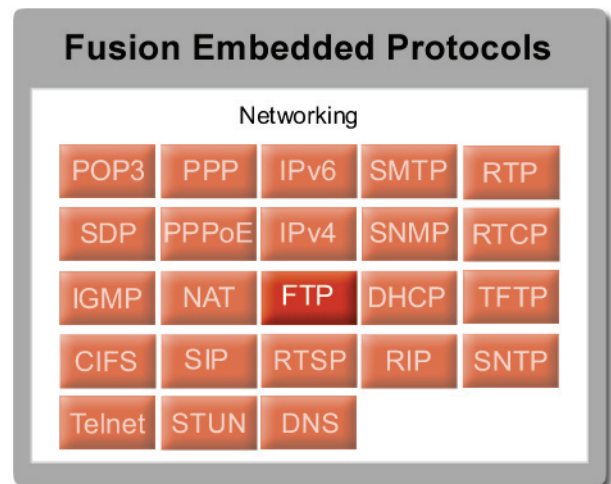 Fusion Embedded Protocols
Networking
POP3 PPP IPv6 SMTP RTP
SDP PPPoE IPv4 SNMP RTCP
IGMP NAT FTP DHCP TFTP
CIFS SIP RTSP RIP SNTP
Telnet STUN DNS